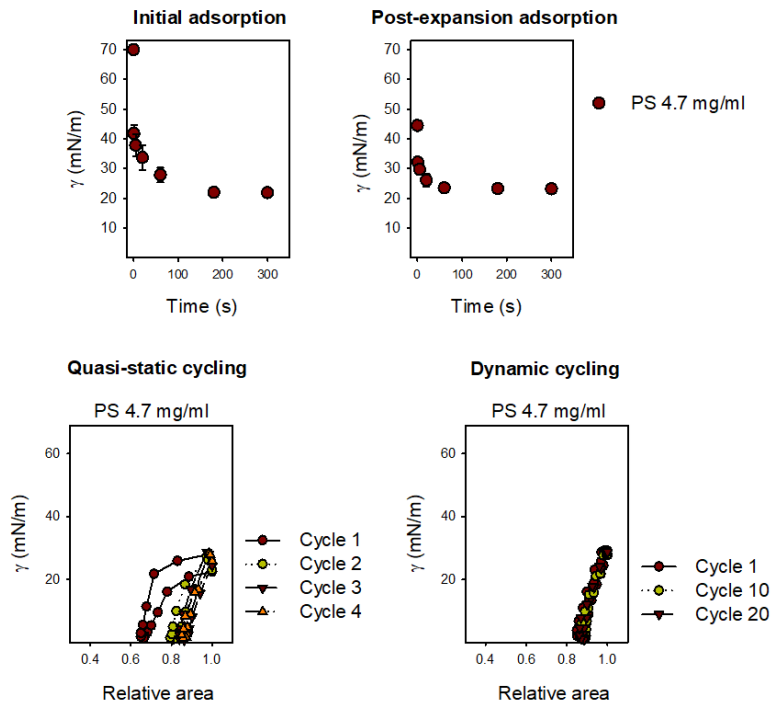 Initial adsorption
Post-expansion adsorption
70
60
50
40
30
20
10
γ (mN/m)
0 100 200 300
Time (s)
70
60
50
40
30
20
10
γ (mN/m)
0 100 200 300
Time (s)
PS 4.7 mg/ml
Quasi-static cycling
PS 4.7 mg/ml
60
40
20
γ (mN/m)
0.4 0.6 0.8 1.0
Relative area
Cycle 1
Cycle 2
Cycle 3
Cycle 4
Dynamic cycling
PS 4.7 mg/ml
60
40
20
γ (mN/m)
0.4 0.6 0.8 1.0
Relative area
Cycle 1
Cycle 10
Cycle 20